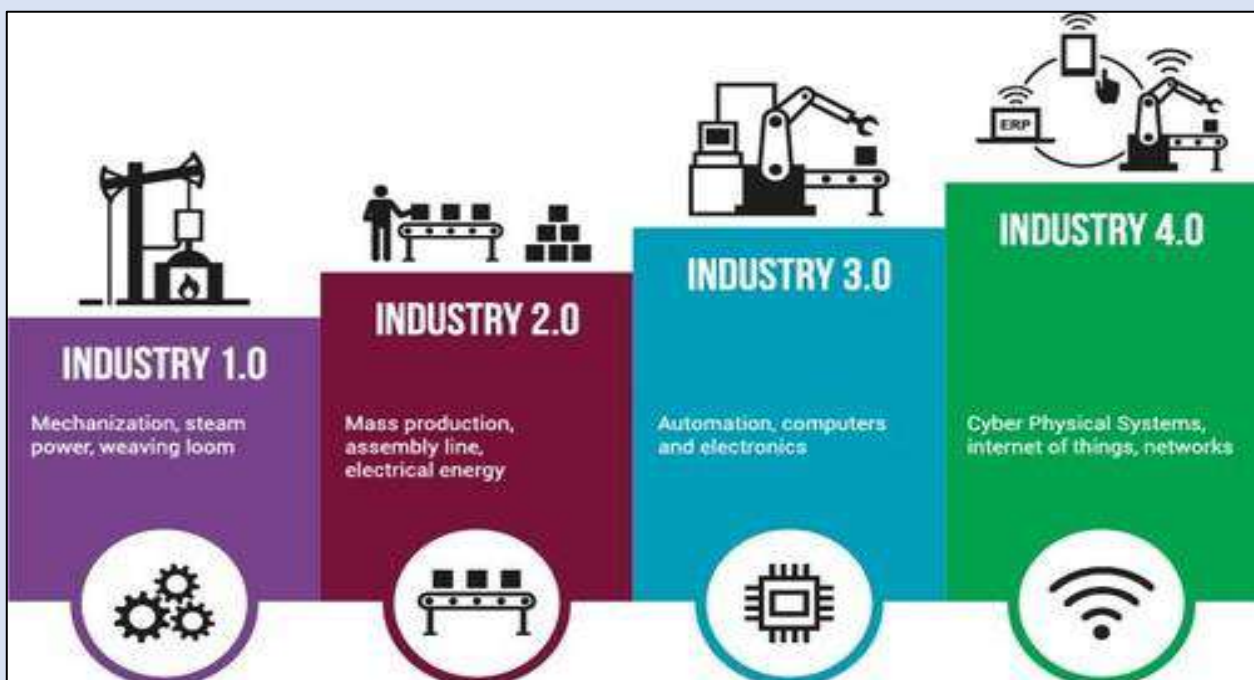 INDUSTRY 1.0
Mechanization, steam
power, weaving loom
INDUSTRY 2.0
Mass production,
assembly line,
electrical energy
INDUSTRY 3.0
Automation, computers
and electronics
ERP
INDUSTRY 4.0
Cyber Physical Systems,
internet of things, networks